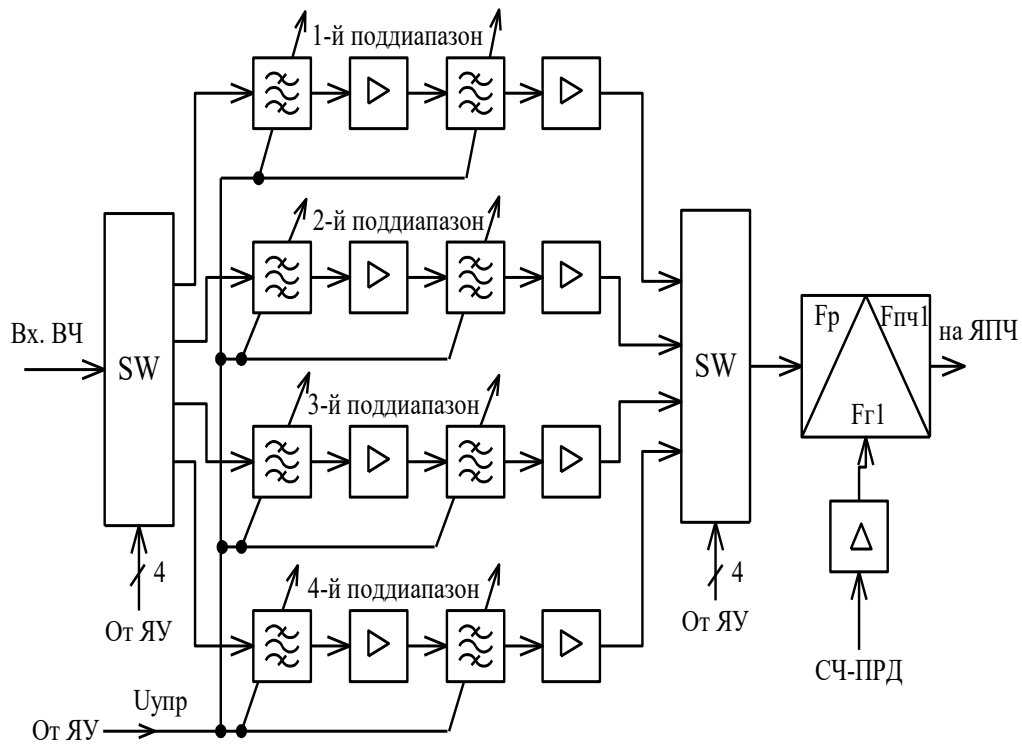 1-й поддиапазон
2-й поддиапазон
Вх. ВЧ
SW
SW
Fр
Fпч1
на ЯПЧ
Fг1
3-й поддиапазон
4
От ЯУ
4
От ЯУ
4-й поддиапазон
СЧ-ПРД
Uупр
От ЯУ